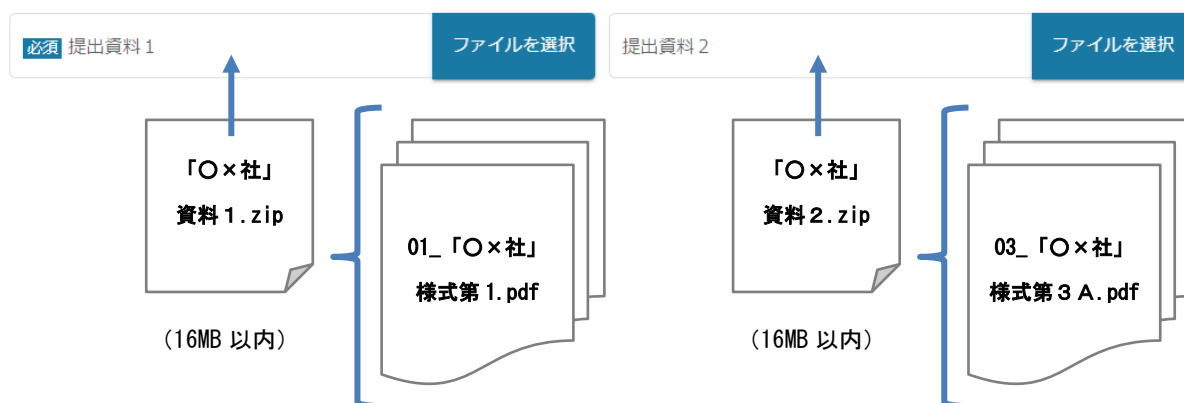 必須 提出資料1
ファイルを選択
提出資料2
ファイルを選択
「○×社」
資料1.zip
(16MB 以内)
01_「○×社」
様式第1.pdf
「○×社」
資料2.zip
(16MB 以内)
03_「○×社」
様式第3A.pdf